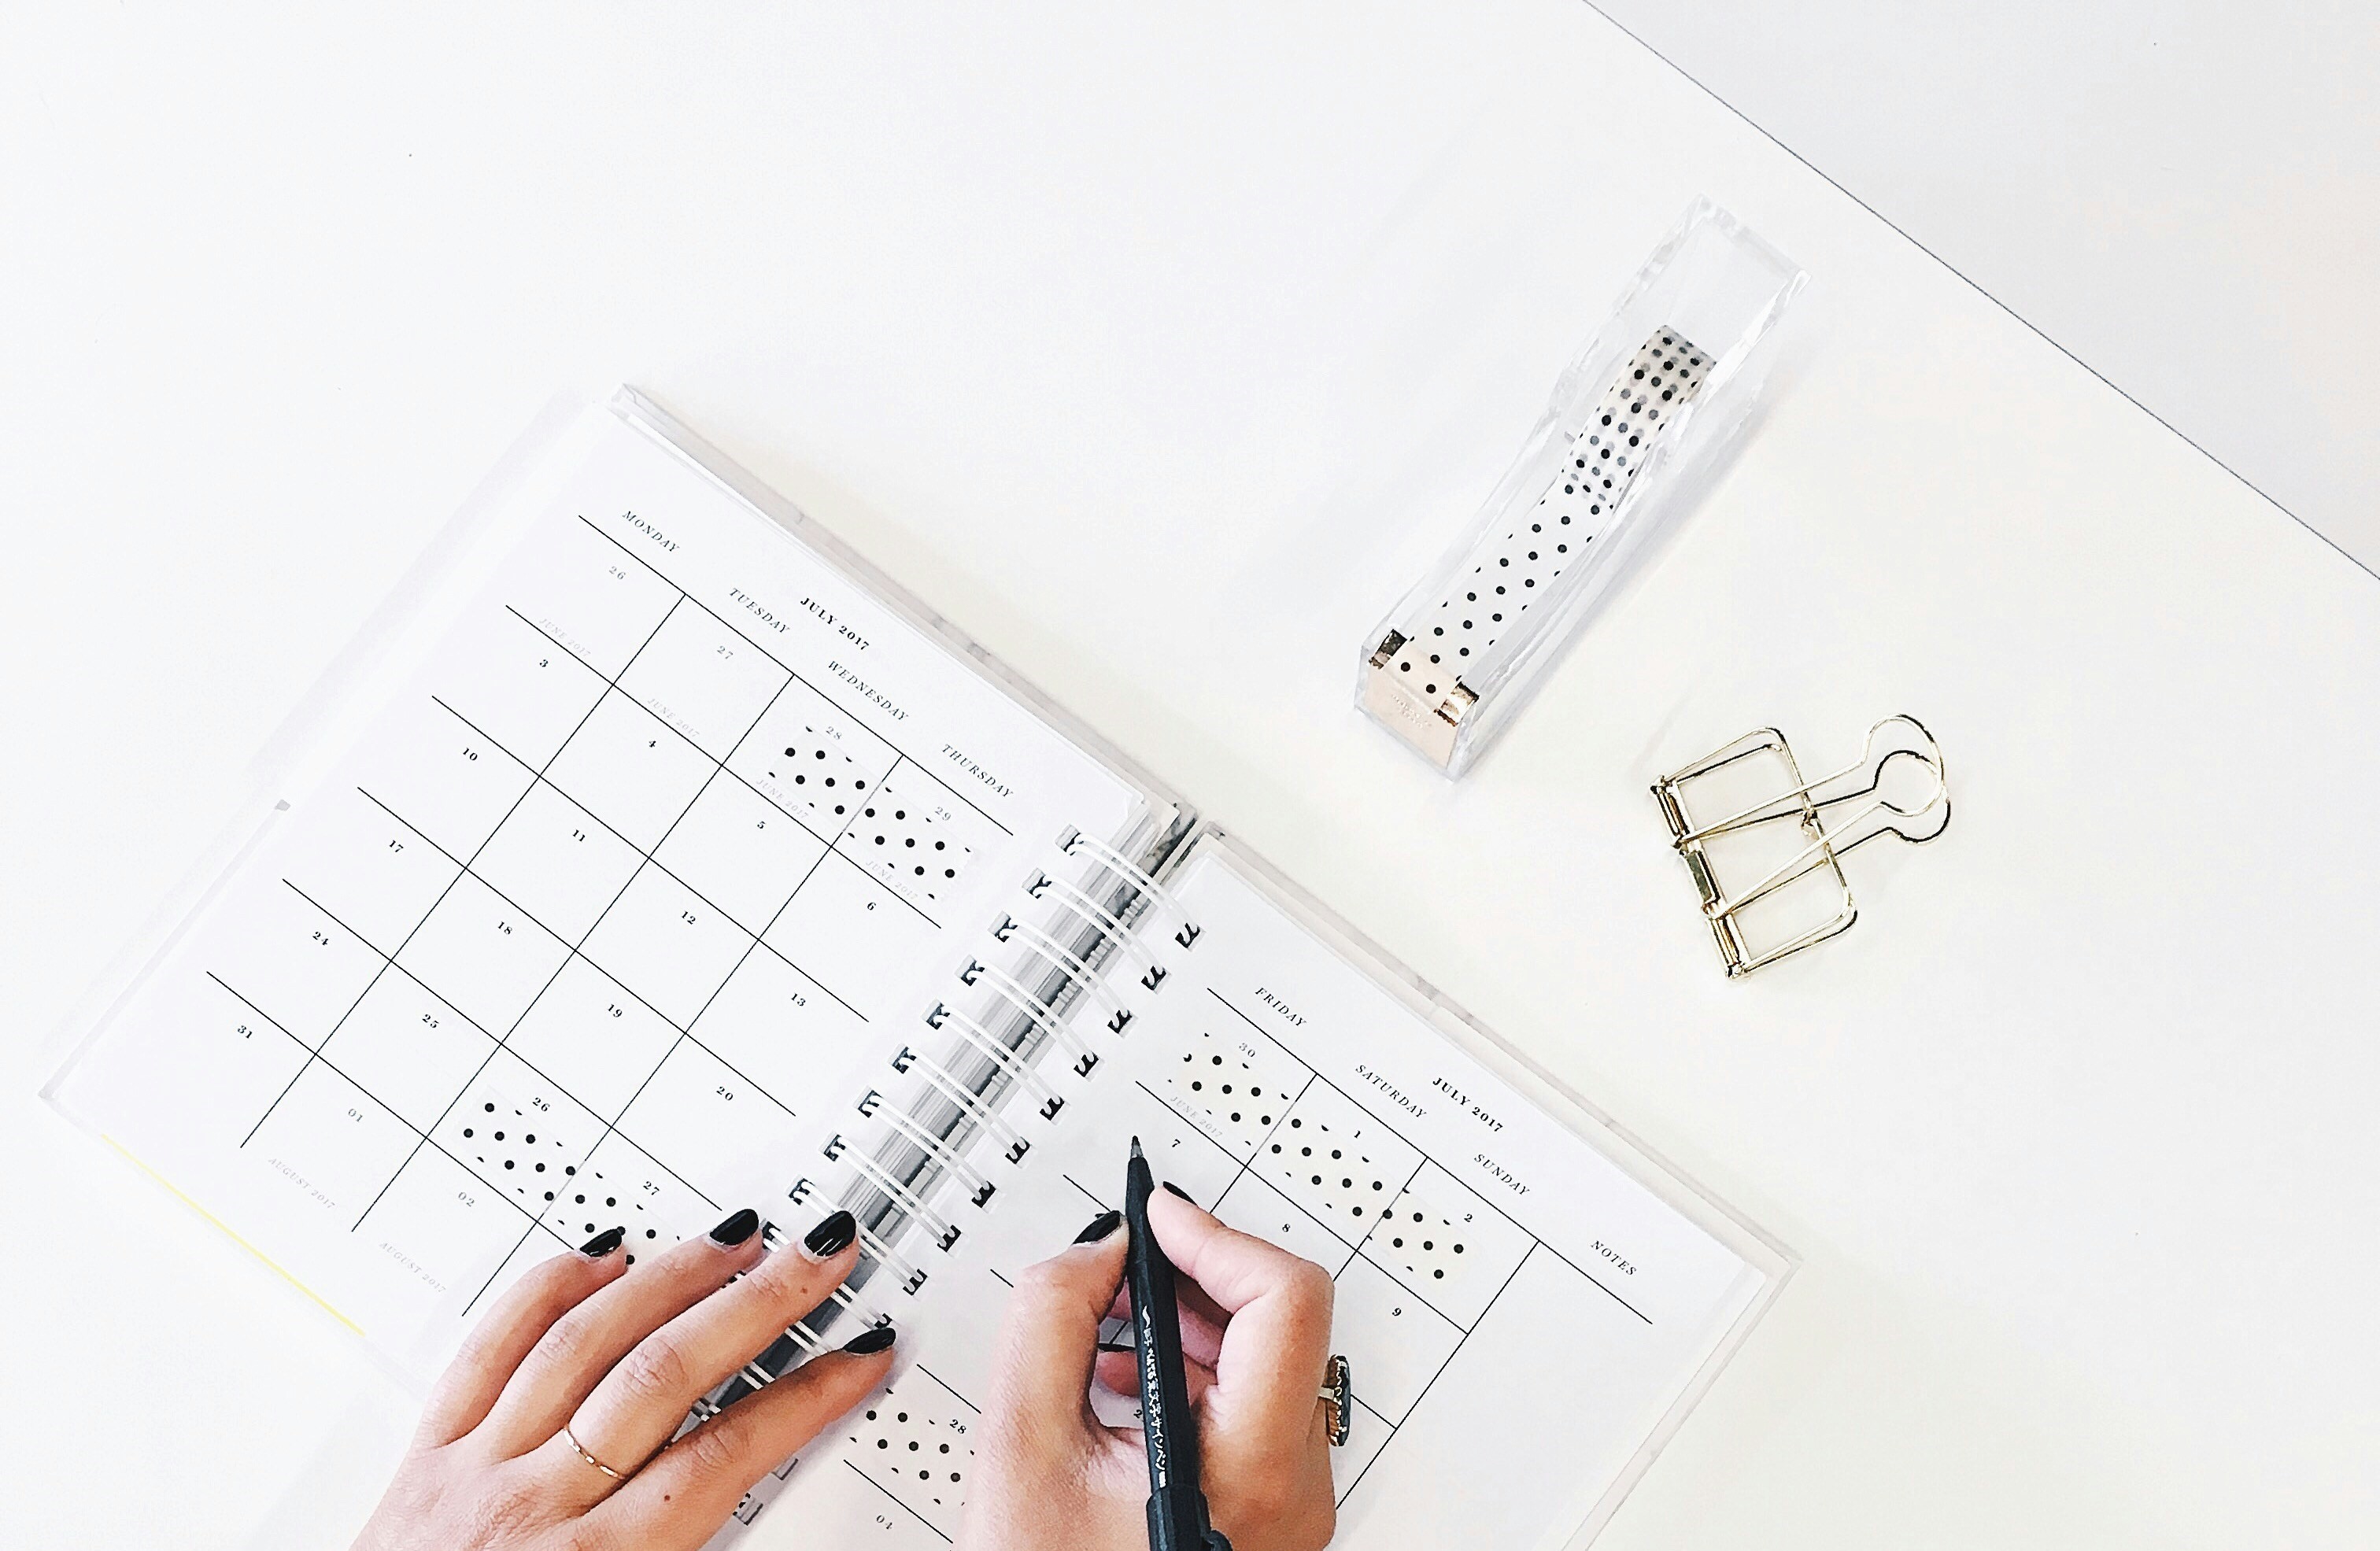 JULY 2017
MONDAY TUESDAY WEDNESDAY THURSDAY
26 27 28 29
JUNE 2017 JUNE 2017 JUNE 2017 JUNE 2017
3 4 5 6
10 11 12 13
17 18 19 20
24 25 26 27
31 01 02
AUGUST 2017 AUGUST 2017
JULY 2017
FRIDAY SATURDAY SUNDAY NOTES
30 1 2
JUNE 2017
7 8 9
28
04